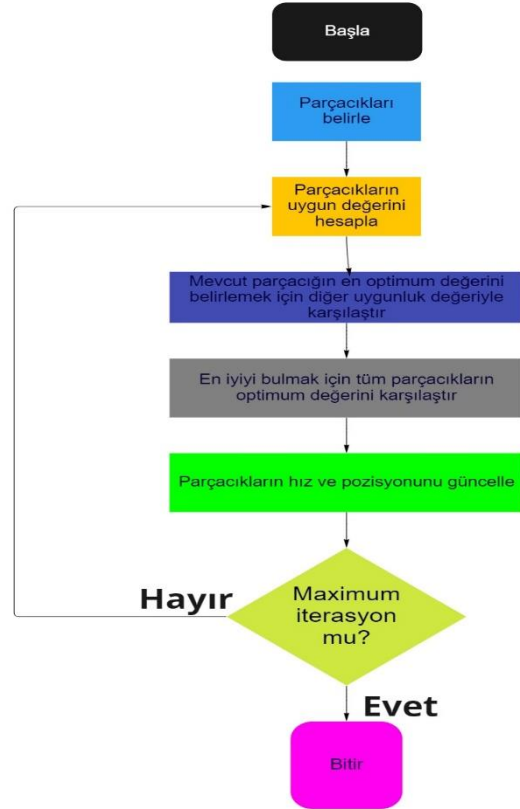 Başla
Parçacıkları
belirle
Parçacıkların
uygun değerini
hesapla
Mevcut parçacığın en optimum değerini
belirlemek için diğer uygunluk değeriyle
karşılaştır
En iyiyi bulmak için tüm parçacıkların
optimum değerini karşılaştır
Parçacıkların hız ve pozisyonunu güncelle
Hayır
Maximum
iterasyon
mu?
Evet
Bitir